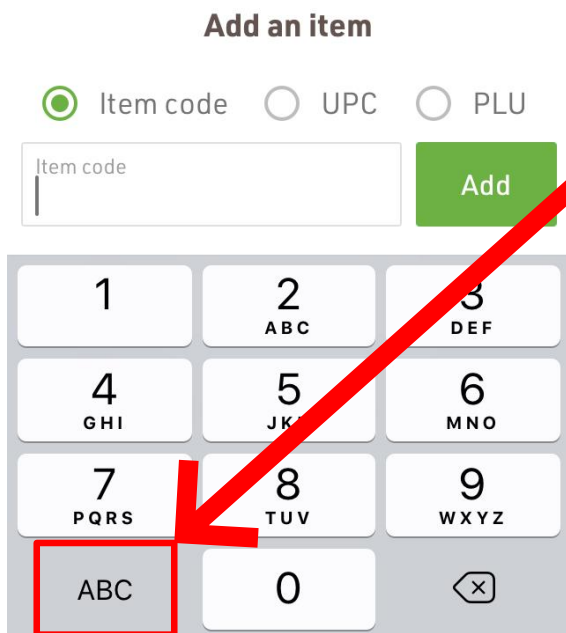 Add an item
Item code UPC PLU
Item code
Add
1 2 3
ABC DEF
4 5 6
GHI JK MNO
7 8 9
PQRS TUV WXYZ
ABC 0